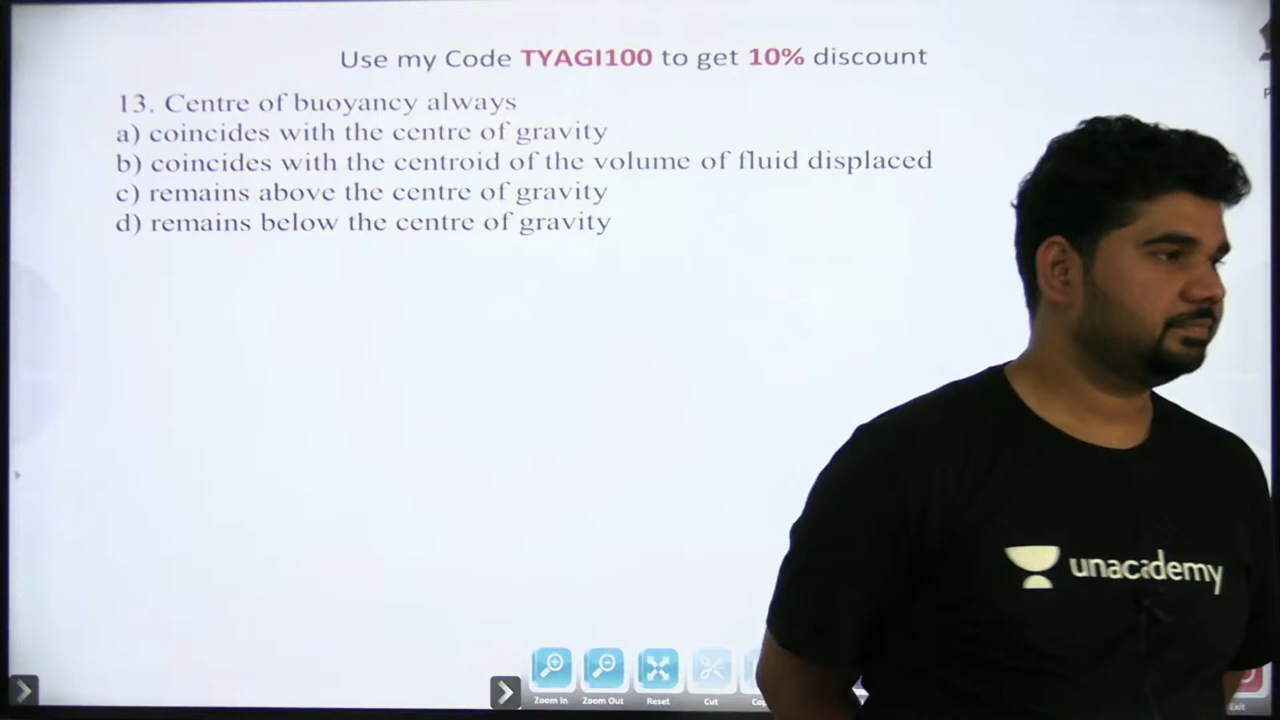 Use my Code TYAGI100 to get 10% discount
13. Centre of buoyancy always
a) coincides with the centre of gravity
b) coincides with the centroid of the volume of fluid displaced
c) remains above the centre of gravity
d) remains below the centre of gravity
unacademy
Zoom In Zoom Out Reset Cut
Exit